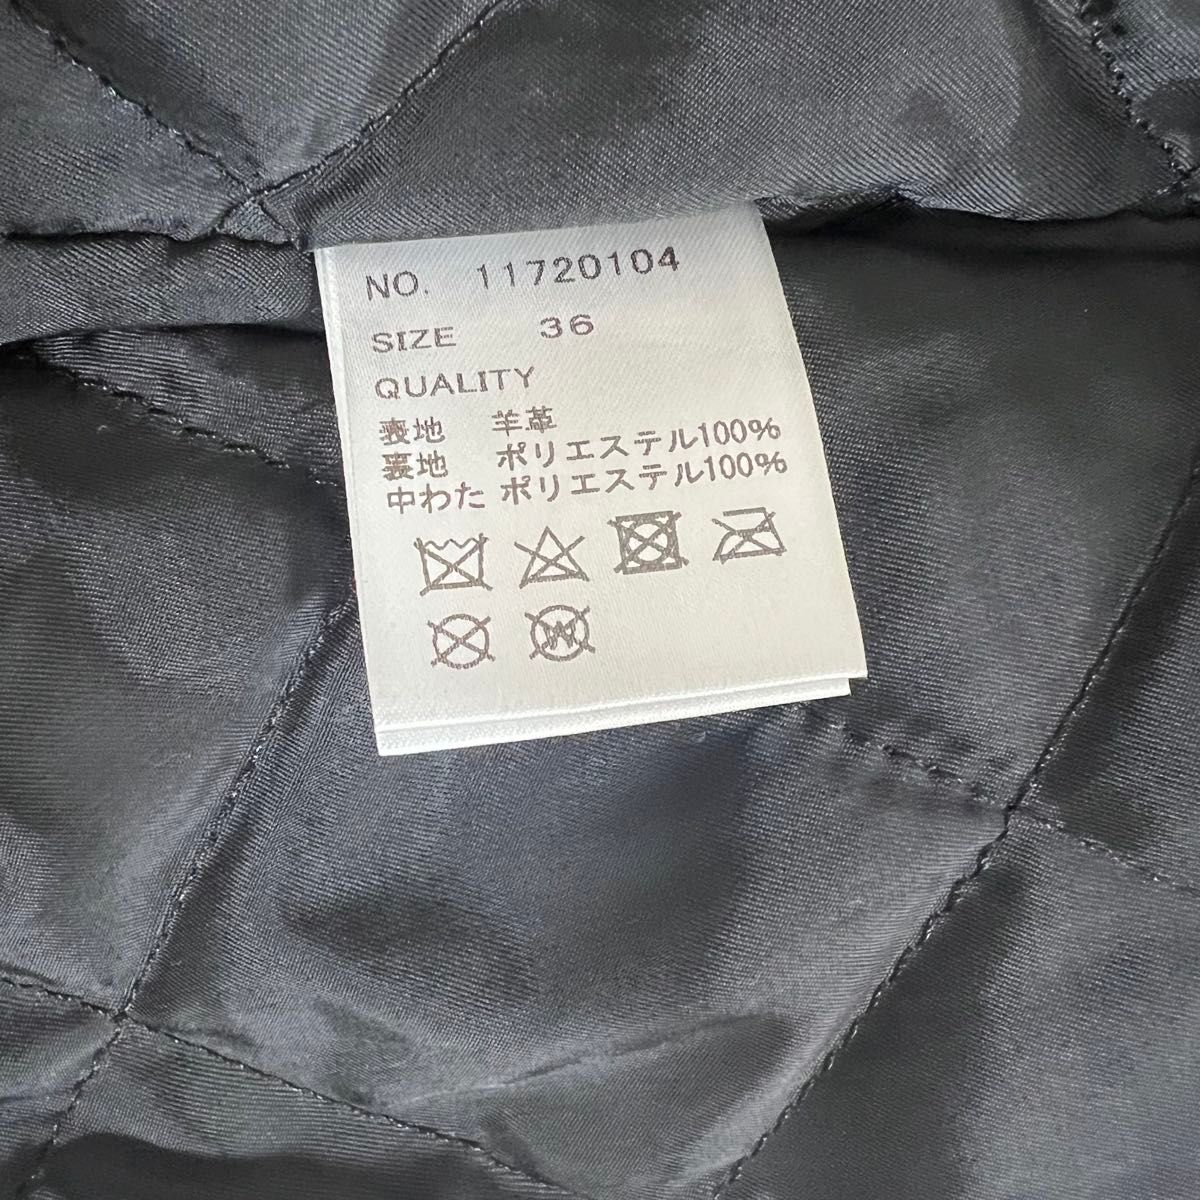 NO. 11720104
SIZE 36
QUALITY
表地 羊革
裏地 ポリエステル100%
中わた ポリエステル100%
W